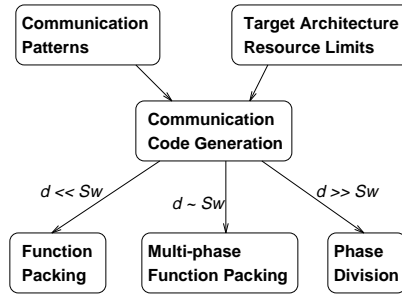 Communication
Patterns
Target Architecture
Resource Limits
Communication
Code Generation
d << Sw
d ~ Sw
d >> Sw
Function
Packing
Multi-phase
Function Packing
Phase
Division